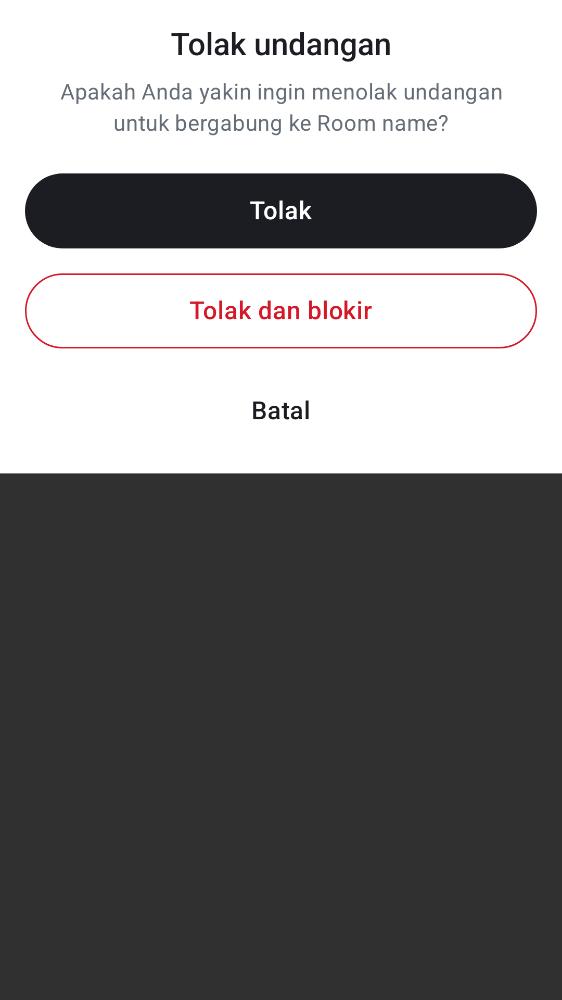 Tolak undangan
Apakah Anda yakin ingin menolak undangan
untuk bergabung ke Room name?
Tolak
Tolak dan blokir
Batal